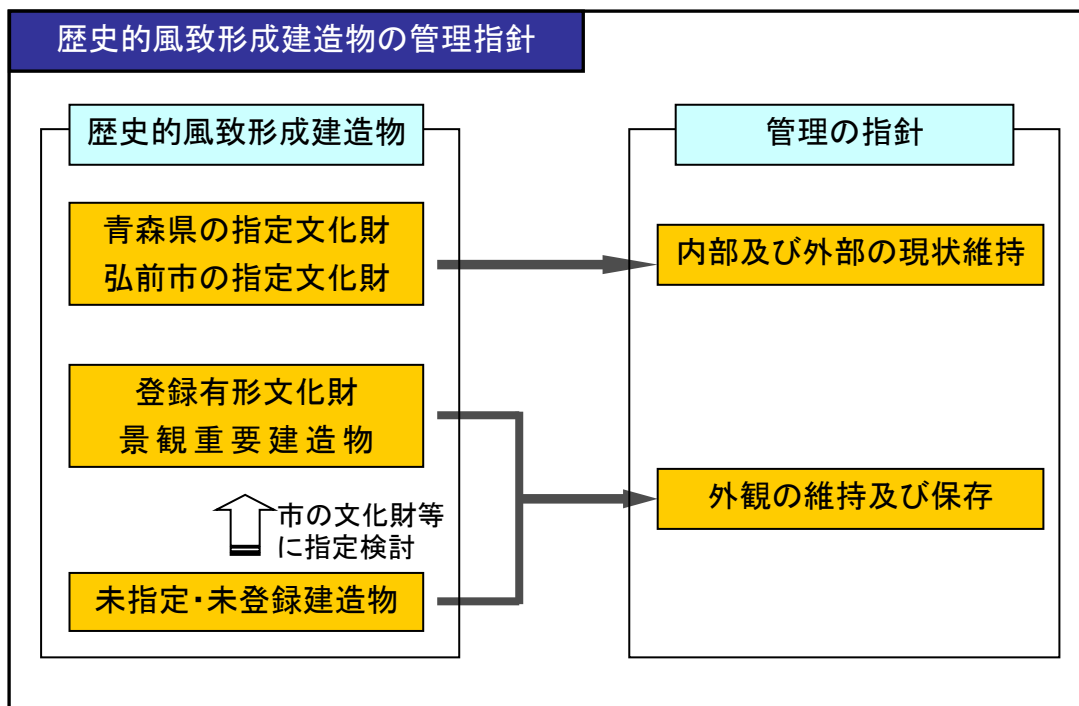 歴史的風致形成建造物の管理指針
歴史的風致形成建造物
青森県の指定文化財
弘前市の指定文化財
登録有形文化財
景観重要建造物
市の文化財等
に指定検討
未指定・未登録建造物
管理の指針
内部及び外部の現状維持
外観の維持及び保存